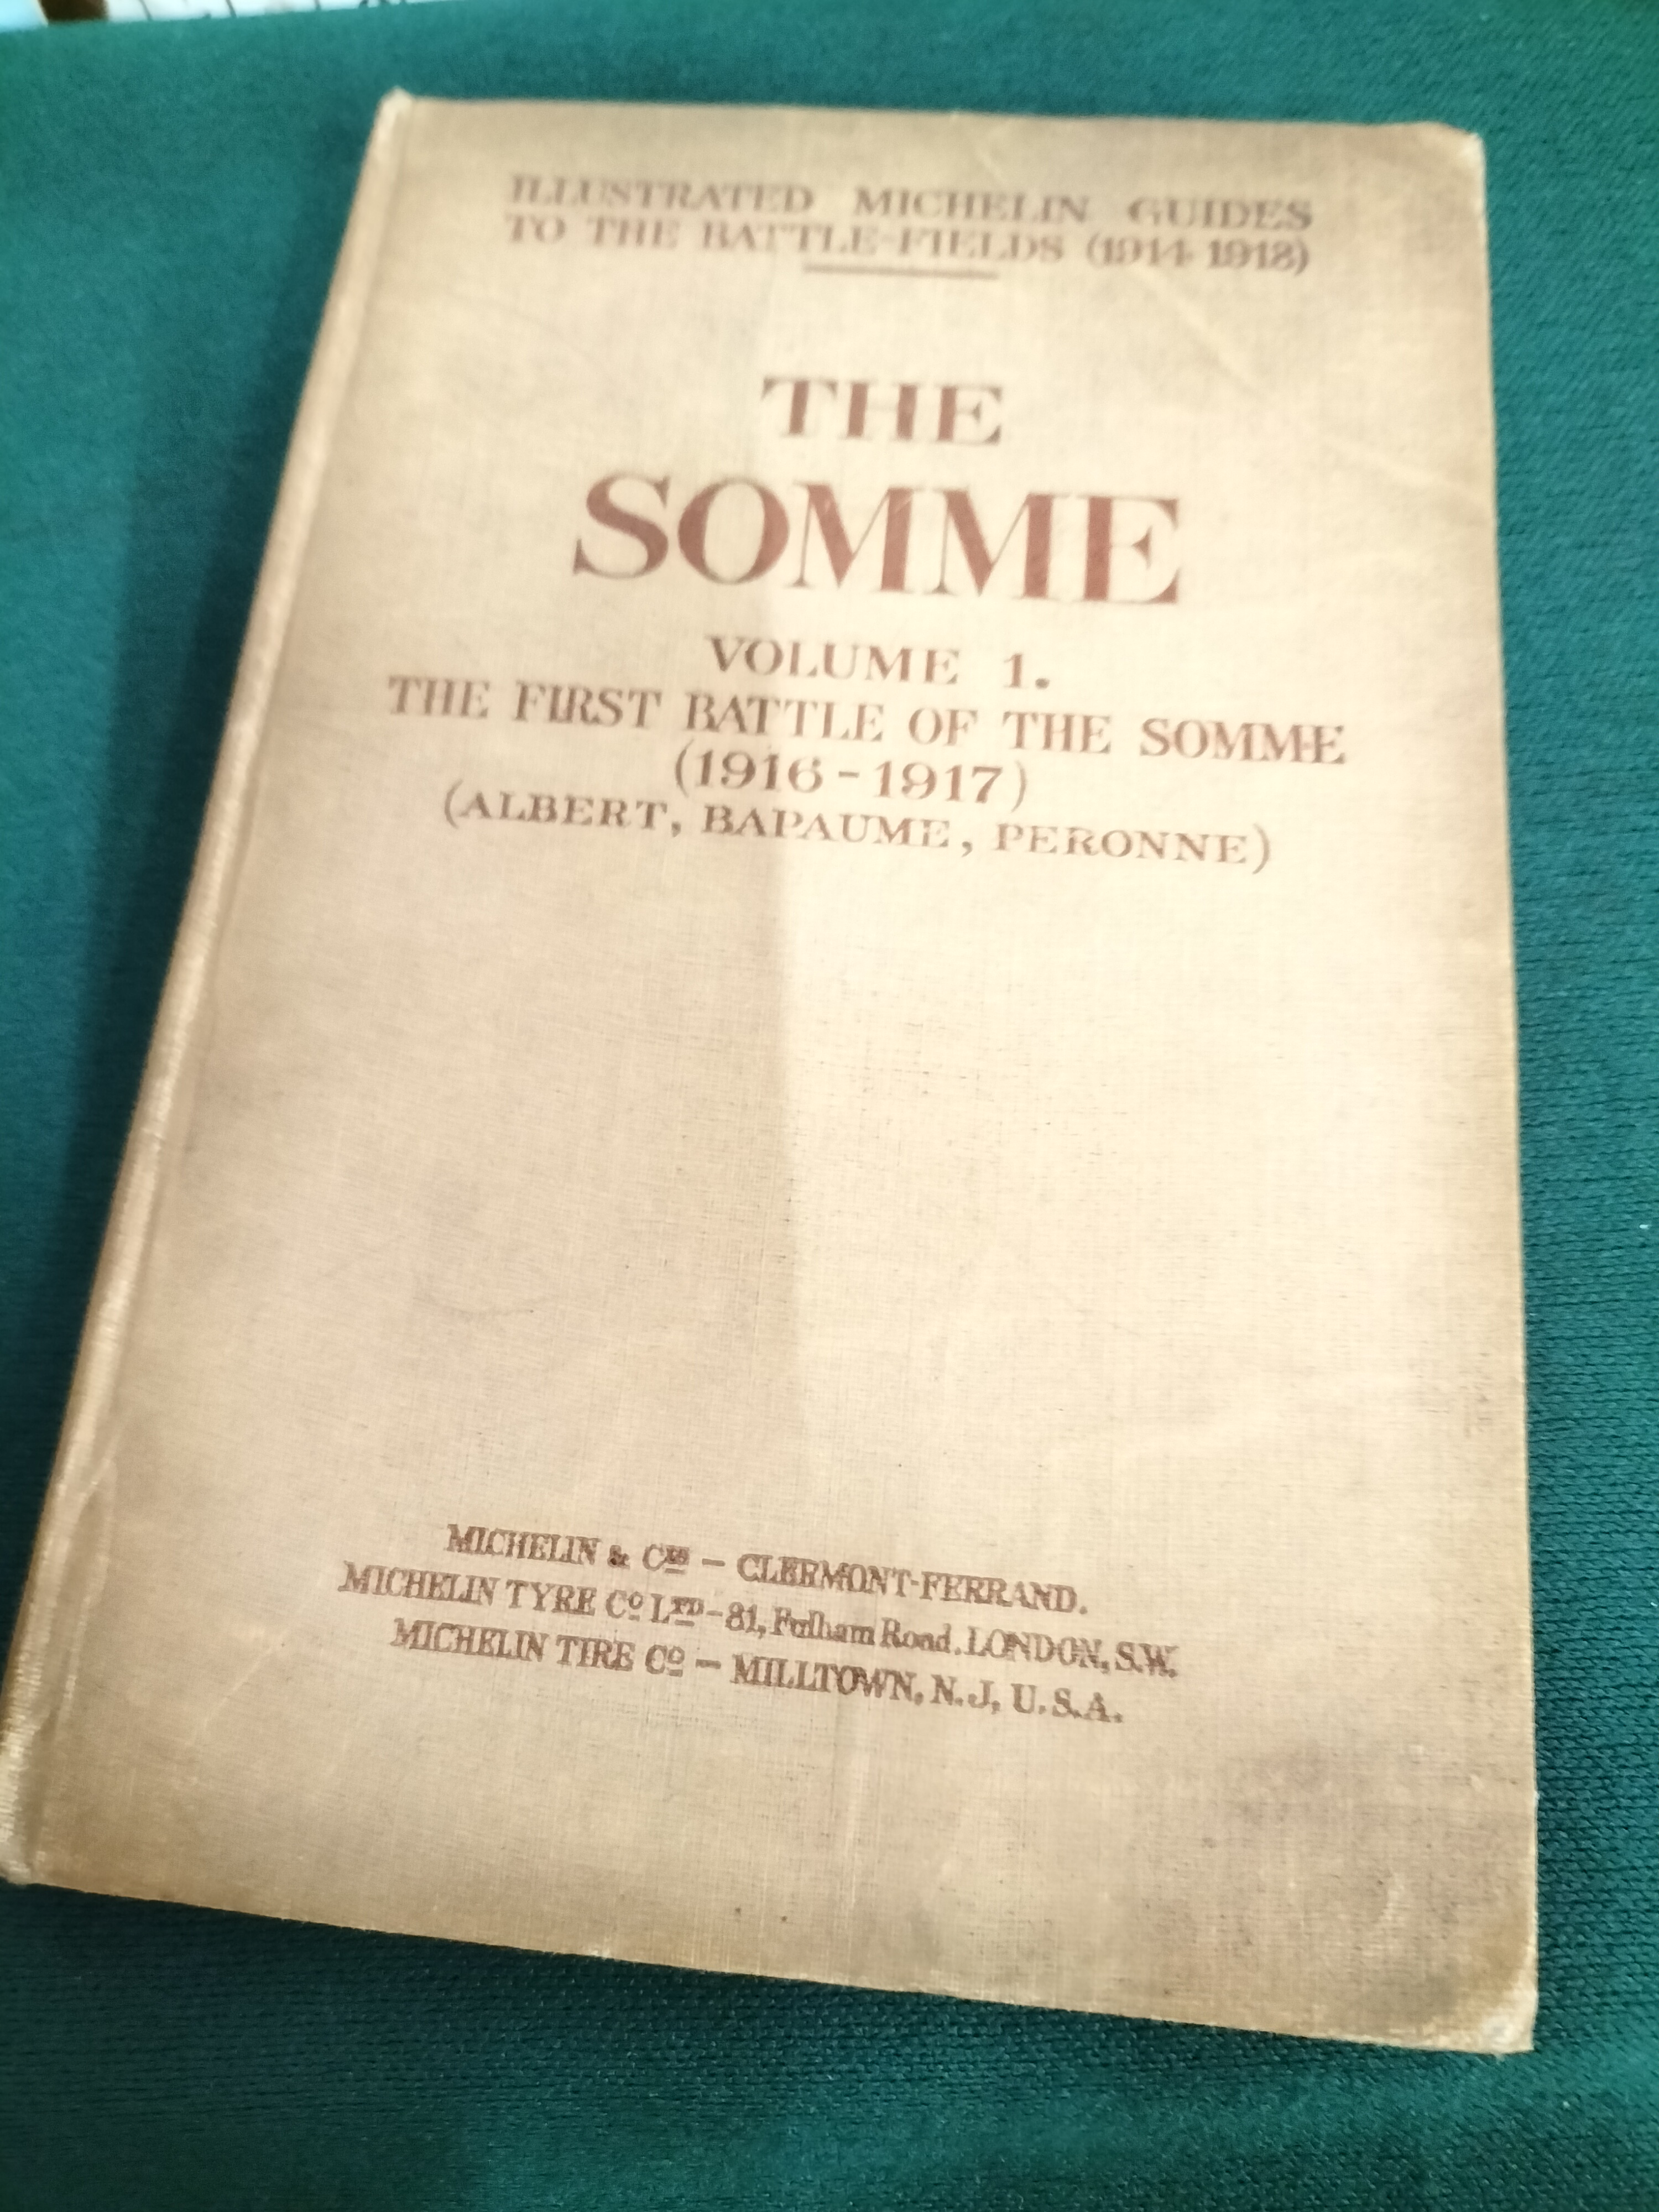 ILLUSTRATED MICHELIN GUIDES
TO THE BATTLE-FIELDS (1914-1918)
THE
SOMME
VOLUME 1.
THE FIRST BATTLE OF THE SOMME
(1916-1917)
(ALBERT, BAPAUME, PERONNE)
MICHELIN & Cie – CLERMONT-FERRAND.
MICHELIN TYRE Co LTD – 81, Fulham Road, LONDON, S.W.
MICHELIN TIRE Co – MILLTOWN, N.J, U.S.A.